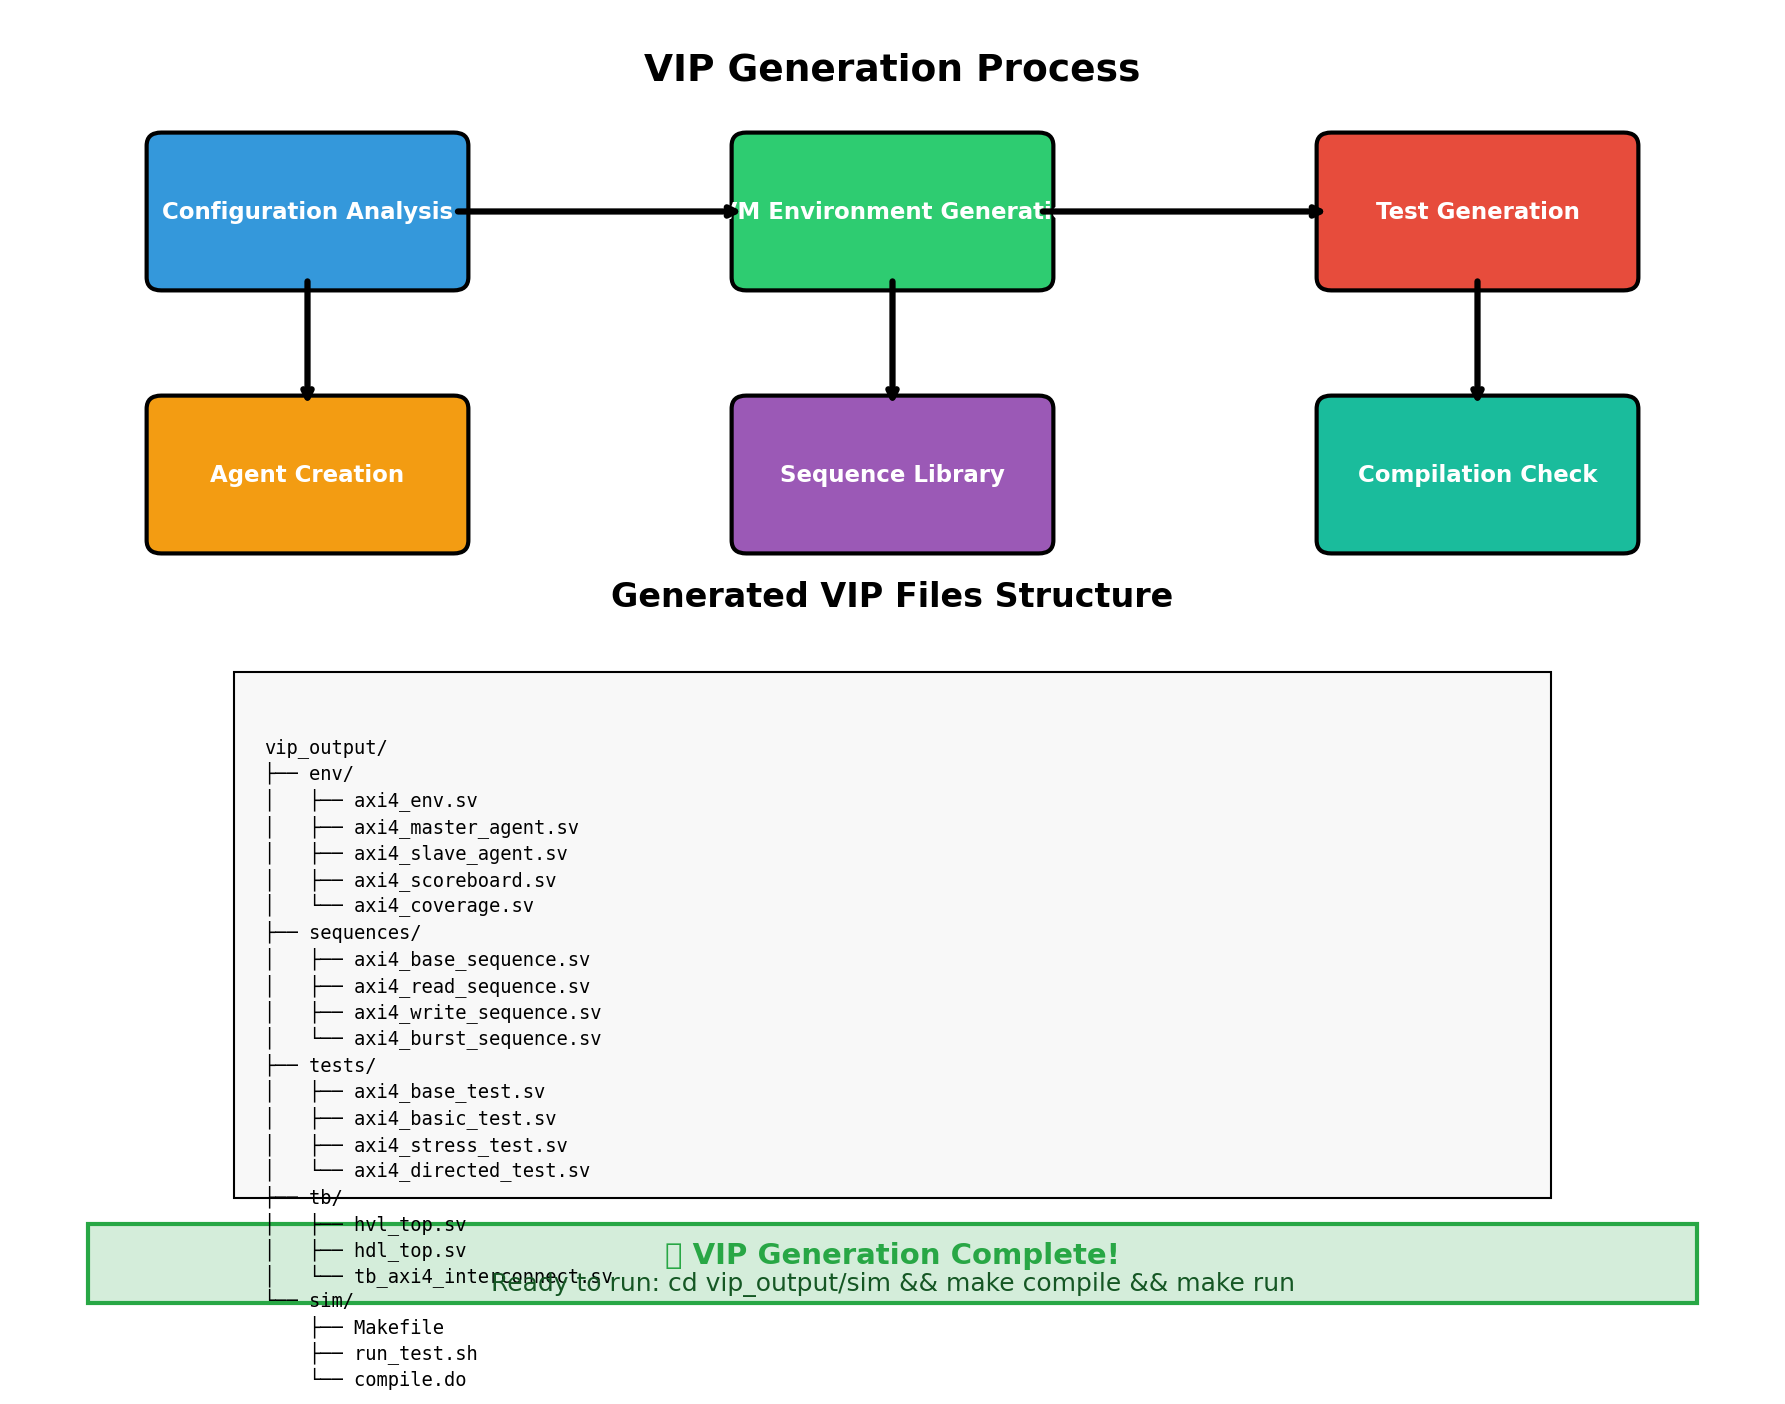 VIP Generation Process
Configuration Analysis
M Environment Generati
Test Generation
Agent Creation
Sequence Library
Compilation Check
Generated VIP Files Structure
vip_output/
├── env/
│   ├── axi4_env.sv
│   ├── axi4_master_agent.sv
│   ├── axi4_slave_agent.sv
│   ├── axi4_scoreboard.sv
│   └── axi4_coverage.sv
├── sequences/
│   ├── axi4_base_sequence.sv
│   ├── axi4_read_sequence.sv
│   ├── axi4_write_sequence.sv
│   └── axi4_burst_sequence.sv
├── tests/
│   ├── axi4_base_test.sv
│   ├── axi4_basic_test.sv
│   ├── axi4_stress_test.sv
│   └── axi4_directed_test.sv
├── tb/
│   ├── hvl_top.sv
│   ├── hdl_top.sv
│   └── tb_axi4_interconnect.sv
└── sim/
    ├── Makefile
    ├── run_test.sh
    └── compile.do
VIP Generation Complete!
Ready to run: cd vip_output/sim && make compile && make run